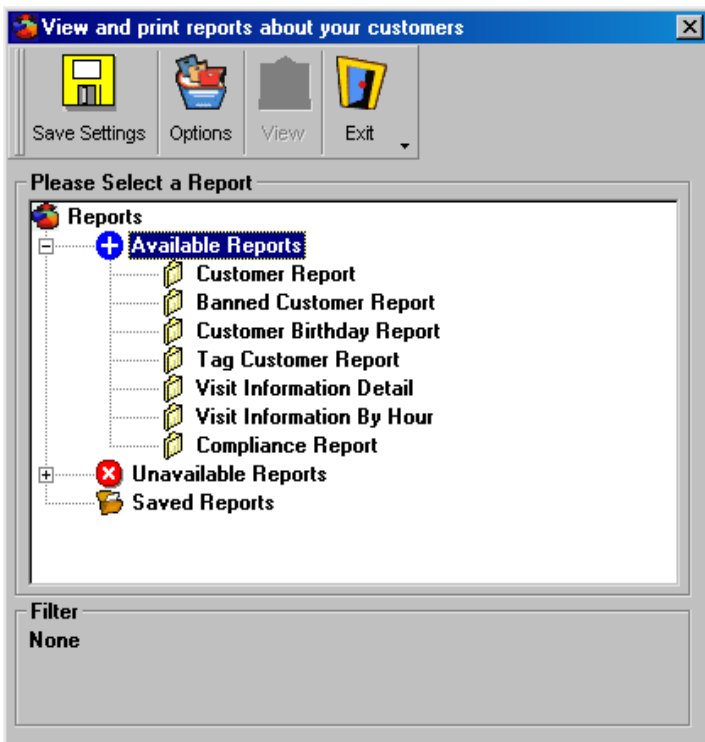 View and print reports about your customers
Save Settings Options View Exit
Please Select a Report
Reports
Available Reports
Customer Report
Banned Customer Report
Customer Birthday Report
Tag Customer Report
Visit Information Detail
Visit Information By Hour
Compliance Report
Unavailable Reports
Saved Reports
Filter
None